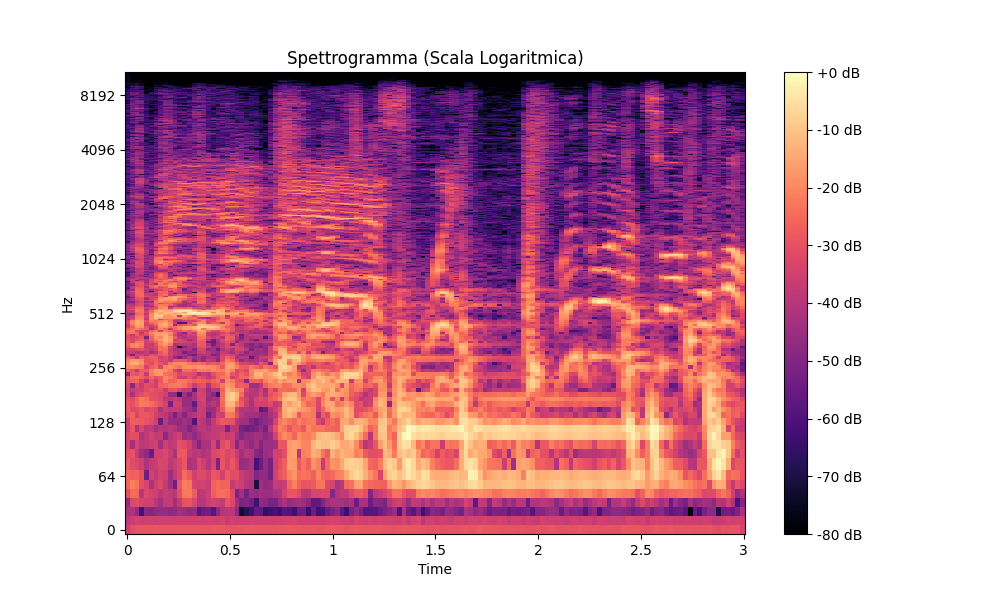 Spettrogramma (Scala Logaritmica)
8192
4096
2048
1024
512
256
128
64
0
Hz
0
0.5
1
1.5
2
2.5
3
Time
+0 dB
-10 dB
-20 dB
-30 dB
-40 dB
-50 dB
-60 dB
-70 dB
-80 dB